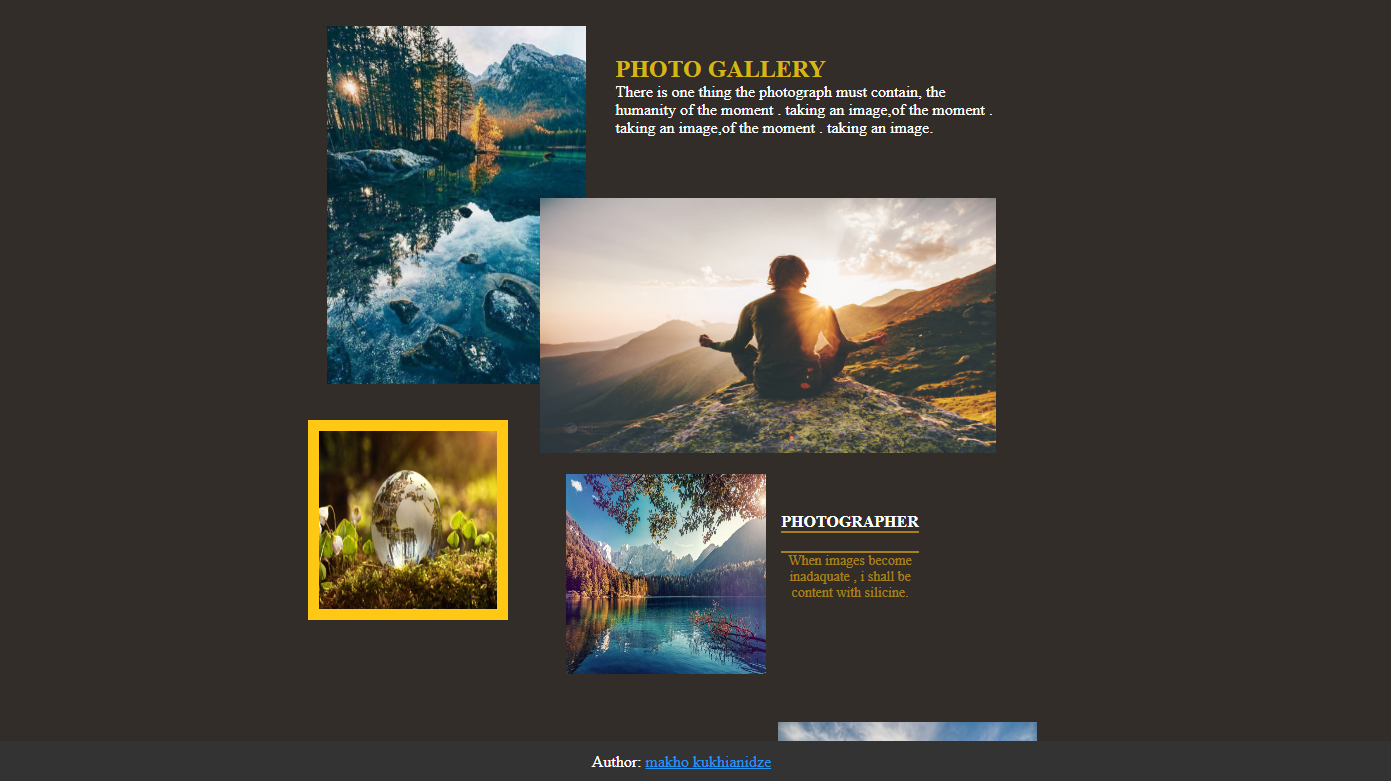 PHOTO GALLERY
There is one thing the photograph must contain, the
humanity of the moment . taking an image,of the moment .
taking an image,of the moment . taking an image.
PHOTOGRAPHER
When images become
inadaquate , i shall be
content with silicine.
Author: makho kukhianidze